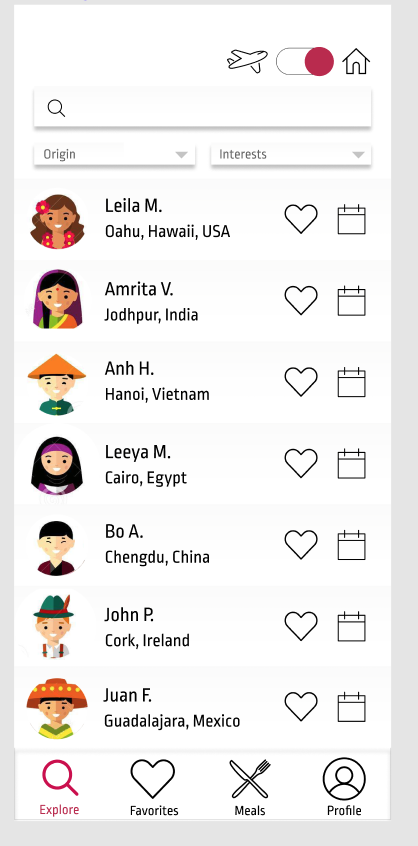 Origin
Interests
Leila M.
Oahu, Hawaii, USA
Amrita V.
Jodhpur, India
Anh H.
Hanoi, Vietnam
Leeya M.
Cairo, Egypt
Bo A.
Chengdu, China
John P.
Cork, Ireland
Juan F.
Guadalajara, Mexico
Explore
Favorites
Meals
Profile